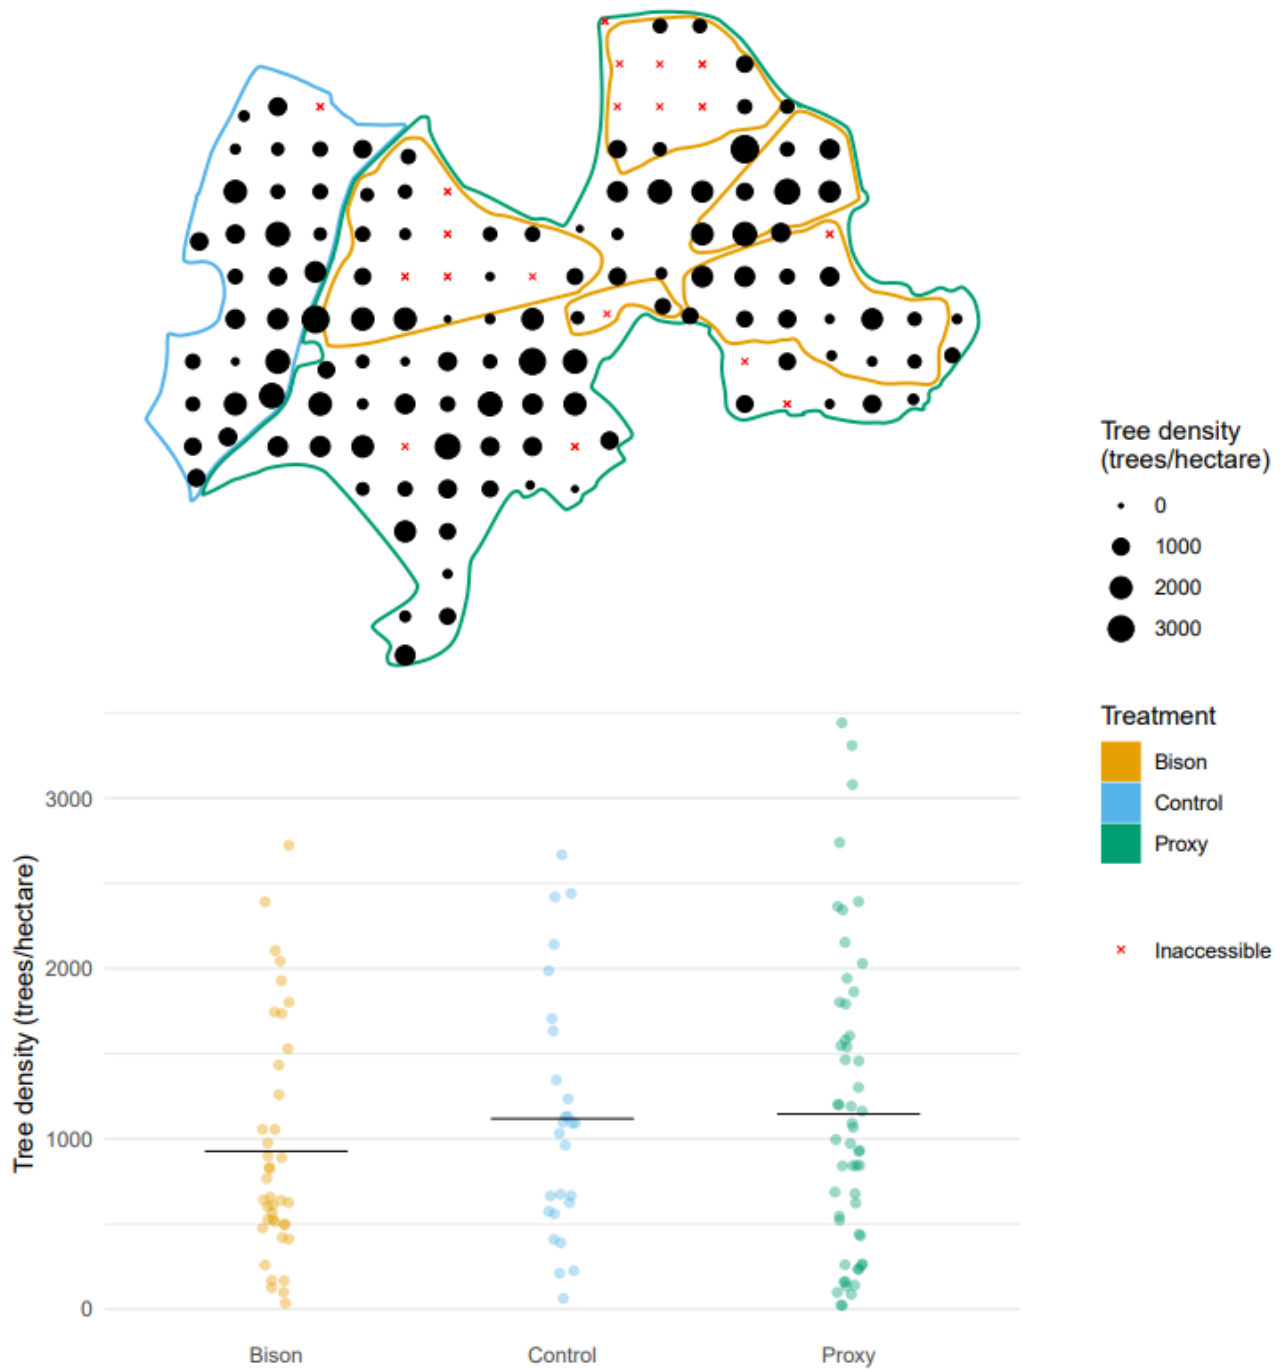 Tree density
(trees/hectare)
0
1000
2000
3000
Treatment
Bison
Control
Proxy
Inaccessible
Tree density (trees/hectare)
3000
2000
1000
0
Bison Control Proxy